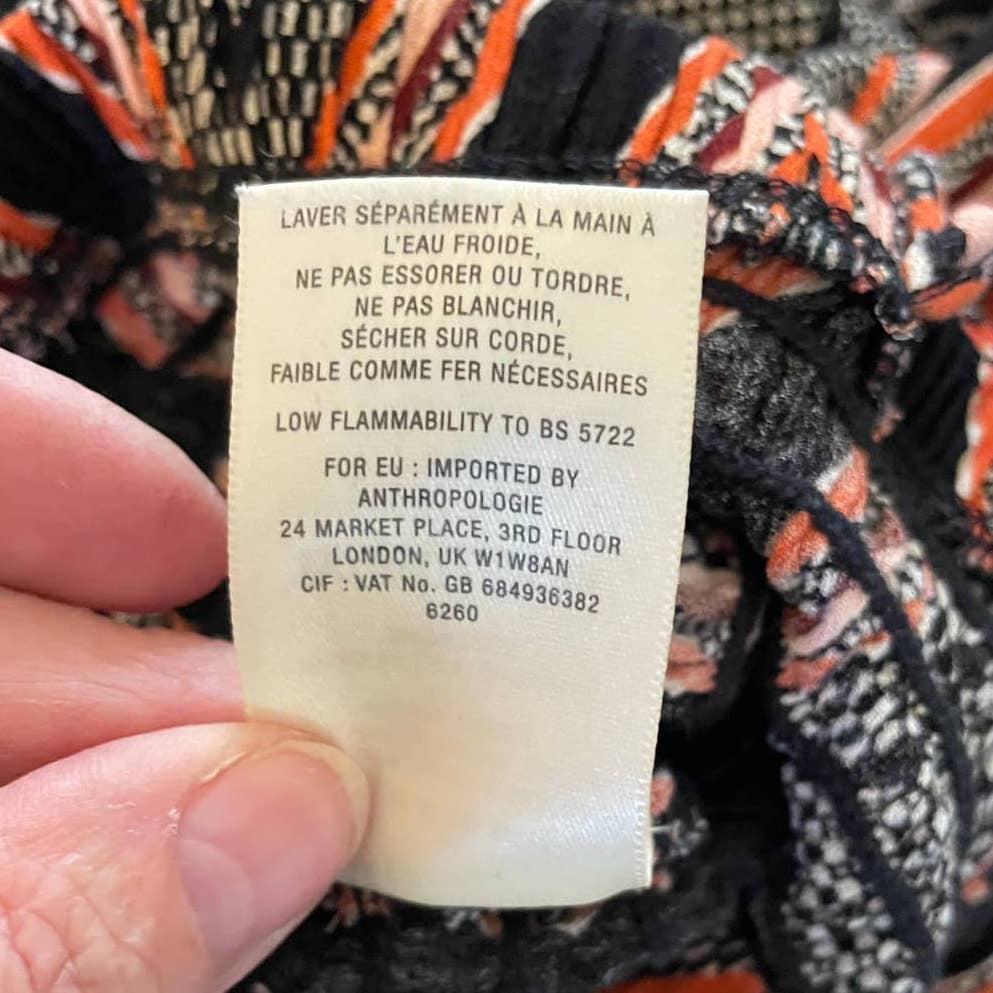 LAVER SÉPARÉMENT À LA MAIN À
L'EAU FROIDE,
NE PAS ESSORER OU TORDRE,
NE PAS BLANCHIR,
SÉCHER SUR CORDE,
FAIBLE COMME FER NÉCESSAIRES
LOW FLAMMABILITY TO BS 5722
FOR EU : IMPORTED BY
ANTHROPOLOGIE
24 MARKET PLACE, 3RD FLOOR
LONDON, UK W1W8AN
CIF : VAT No. GB 684936382
6260